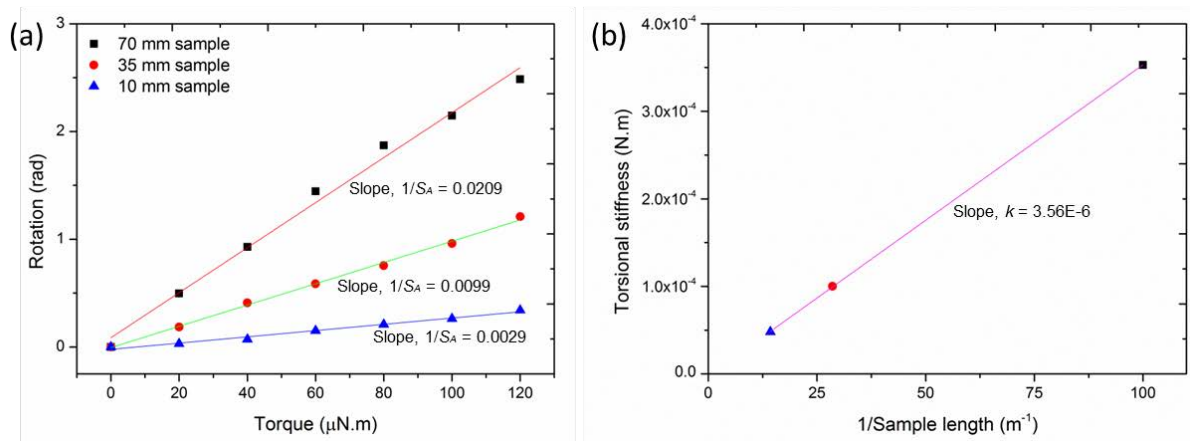 (a)
3
2
1
0
Rotation (rad)
70 mm sample
35 mm sample
10 mm sample
Slope, 1/SA = 0.0209
Slope, 1/SA = 0.0099
Slope, 1/SA = 0.0029
0 20 40 60 80 100 120
Torque (μN.m)
(b)
4.0x10-4
3.0x10-4
2.0x10-4
1.0x10-4
0.0
Torsional stiffness (N.m)
Slope, k = 3.56E-6
0 25 50 75 100
1/Sample length (m-1)